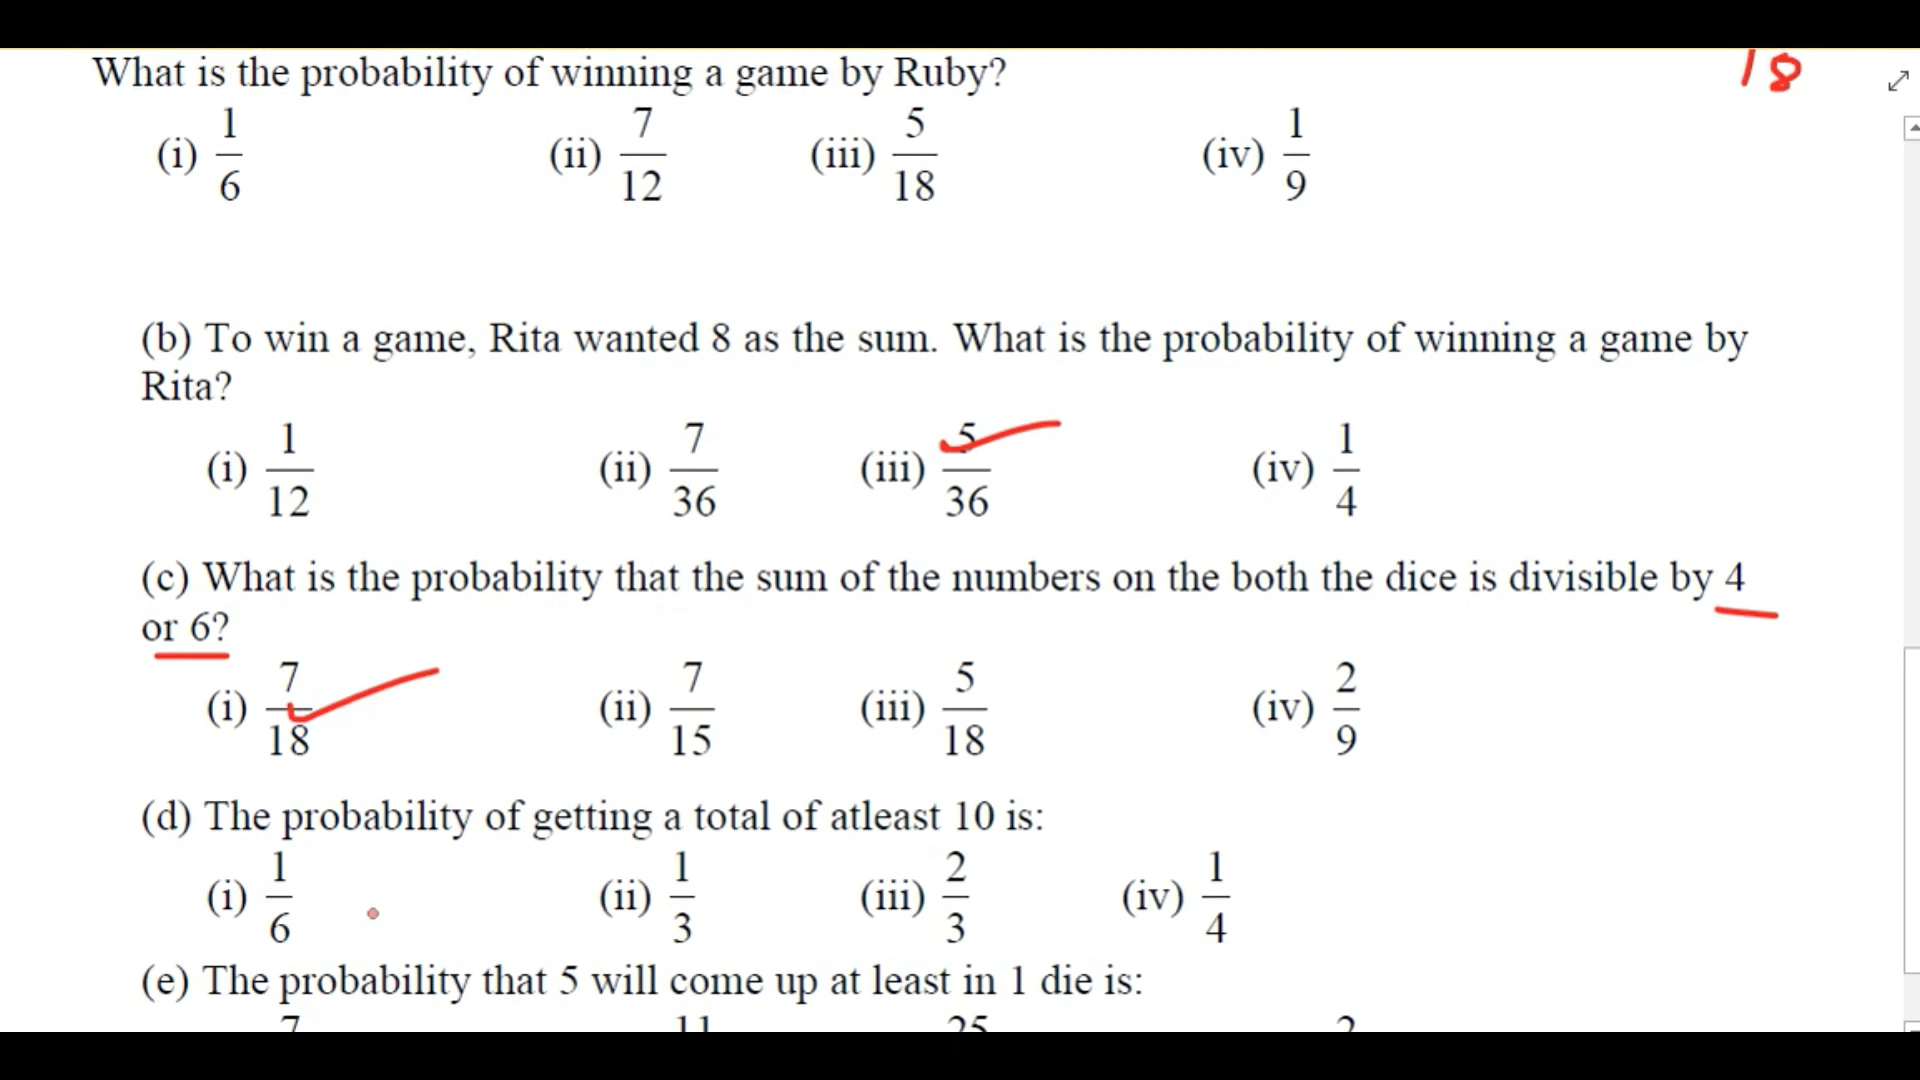 What is the probability of winning a game by Ruby? 18
(i) 1/6 (ii) 7/12 (iii) 5/18 (iv) 1/9
(b) To win a game, Rita wanted 8 as the sum. What is the probability of winning a game by
Rita?
(i) 1/12 (ii) 7/36 (iii) 5/36 (iv) 1/4
(c) What is the probability that the sum of the numbers on the both the dice is divisible by 4
or 6?
(i) 7/18 (ii) 7/15 (iii) 5/18 (iv) 2/9
(d) The probability of getting a total of atleast 10 is:
(i) 1/6 (ii) 1/3 (iii) 2/3 (iv) 1/4
(e) The probability that 5 will come up at least in 1 die is:
7 11 25